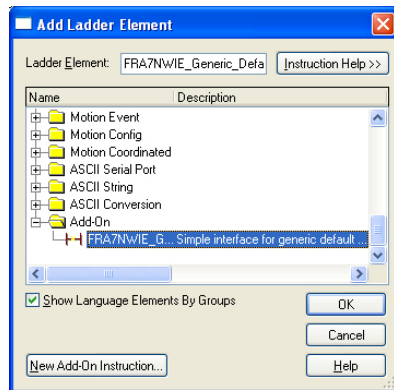 Add Ladder Element
Ladder Element: FRA7NWIE_Generic_Defa Instruction Help >>
Name Description
Motion Event
Motion Config
Motion Coordinated
ASCII Serial Port
ASCII String
ASCII Conversion
Add-On
FRA7NWIE_G... Simple interface for generic default ...
Show Language Elements By Groups
OK
Cancel
New Add-On Instruction...
Help